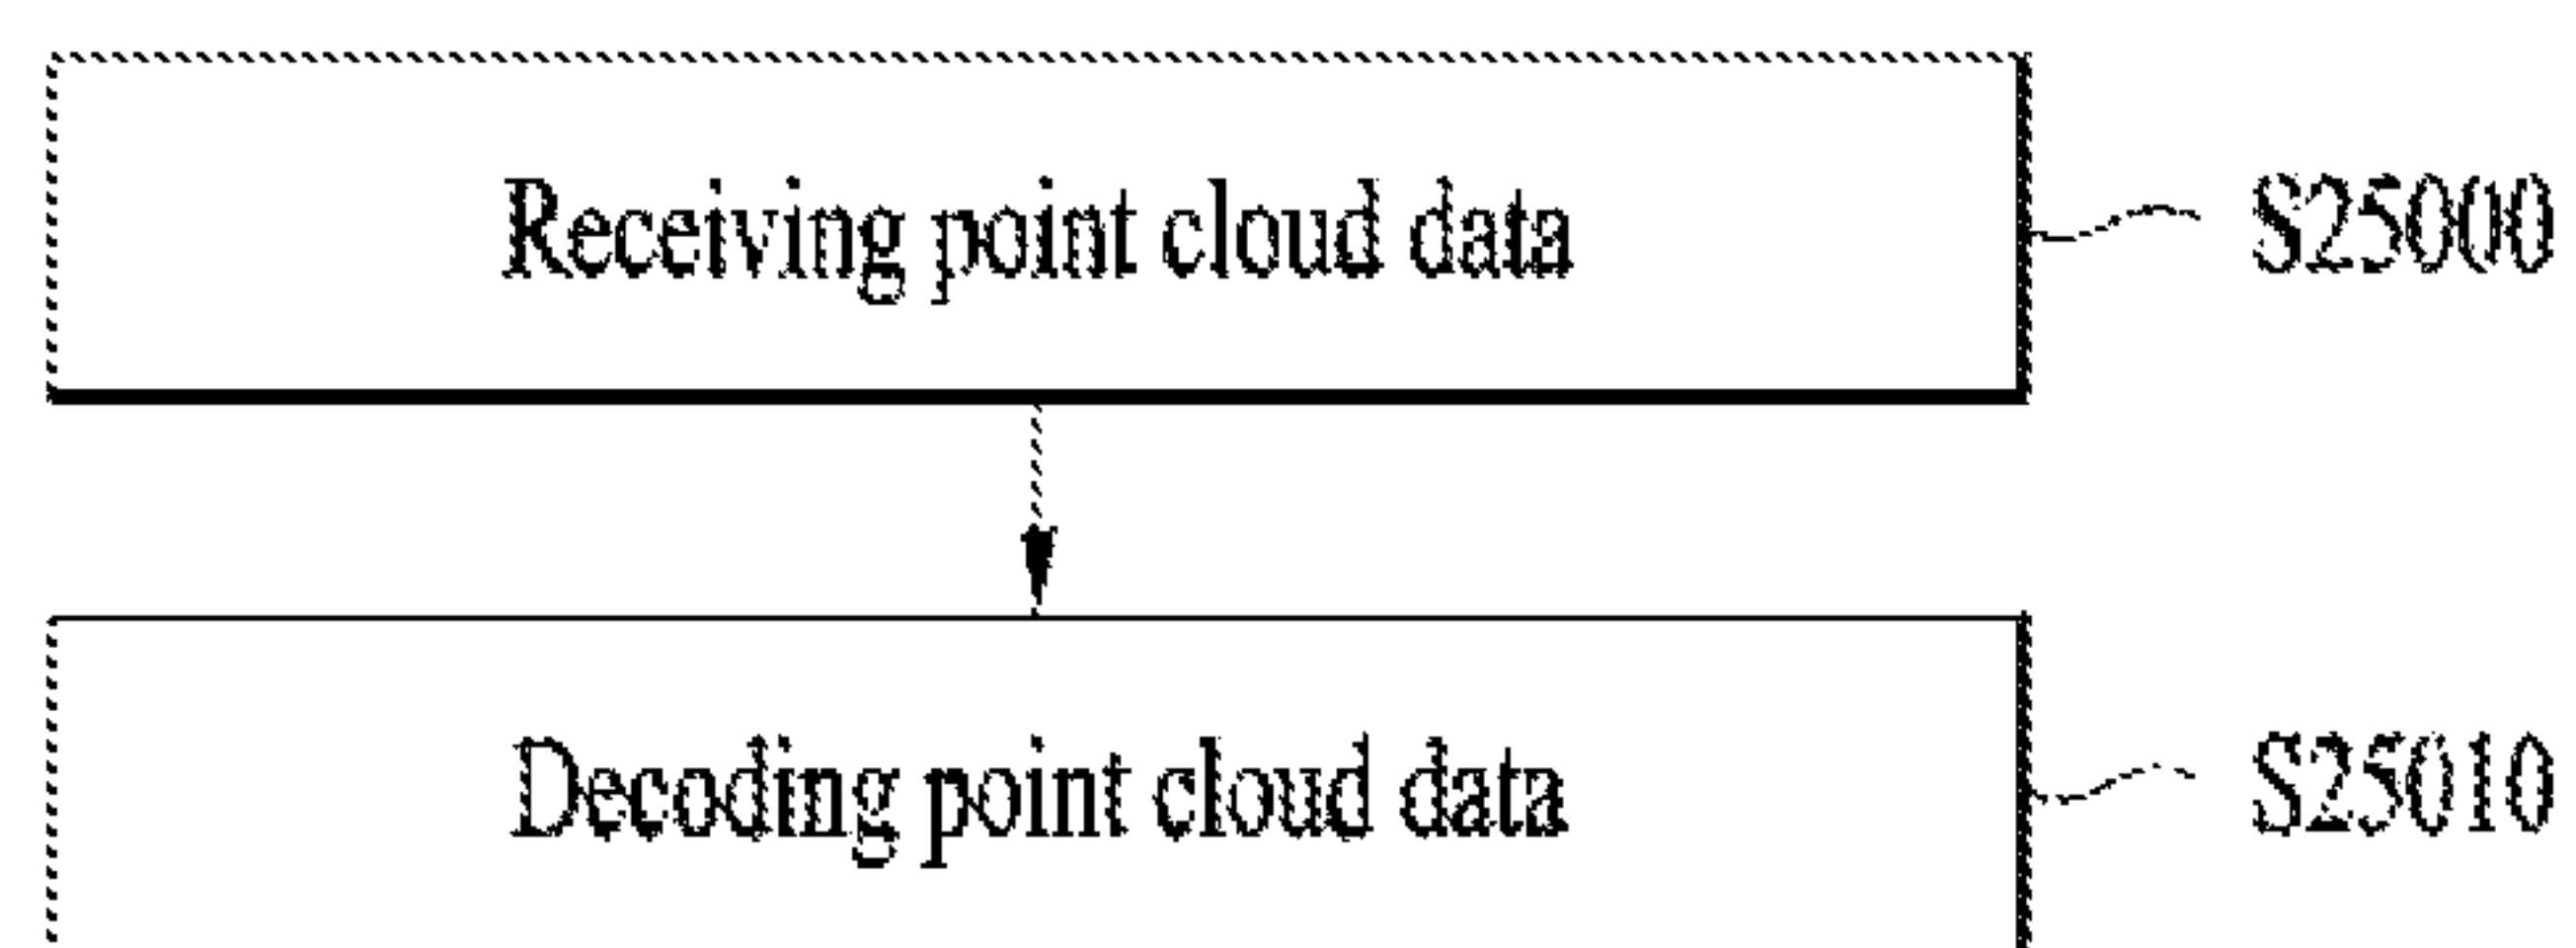 Receiving point cloud data S25000
Decoding point cloud data S25010